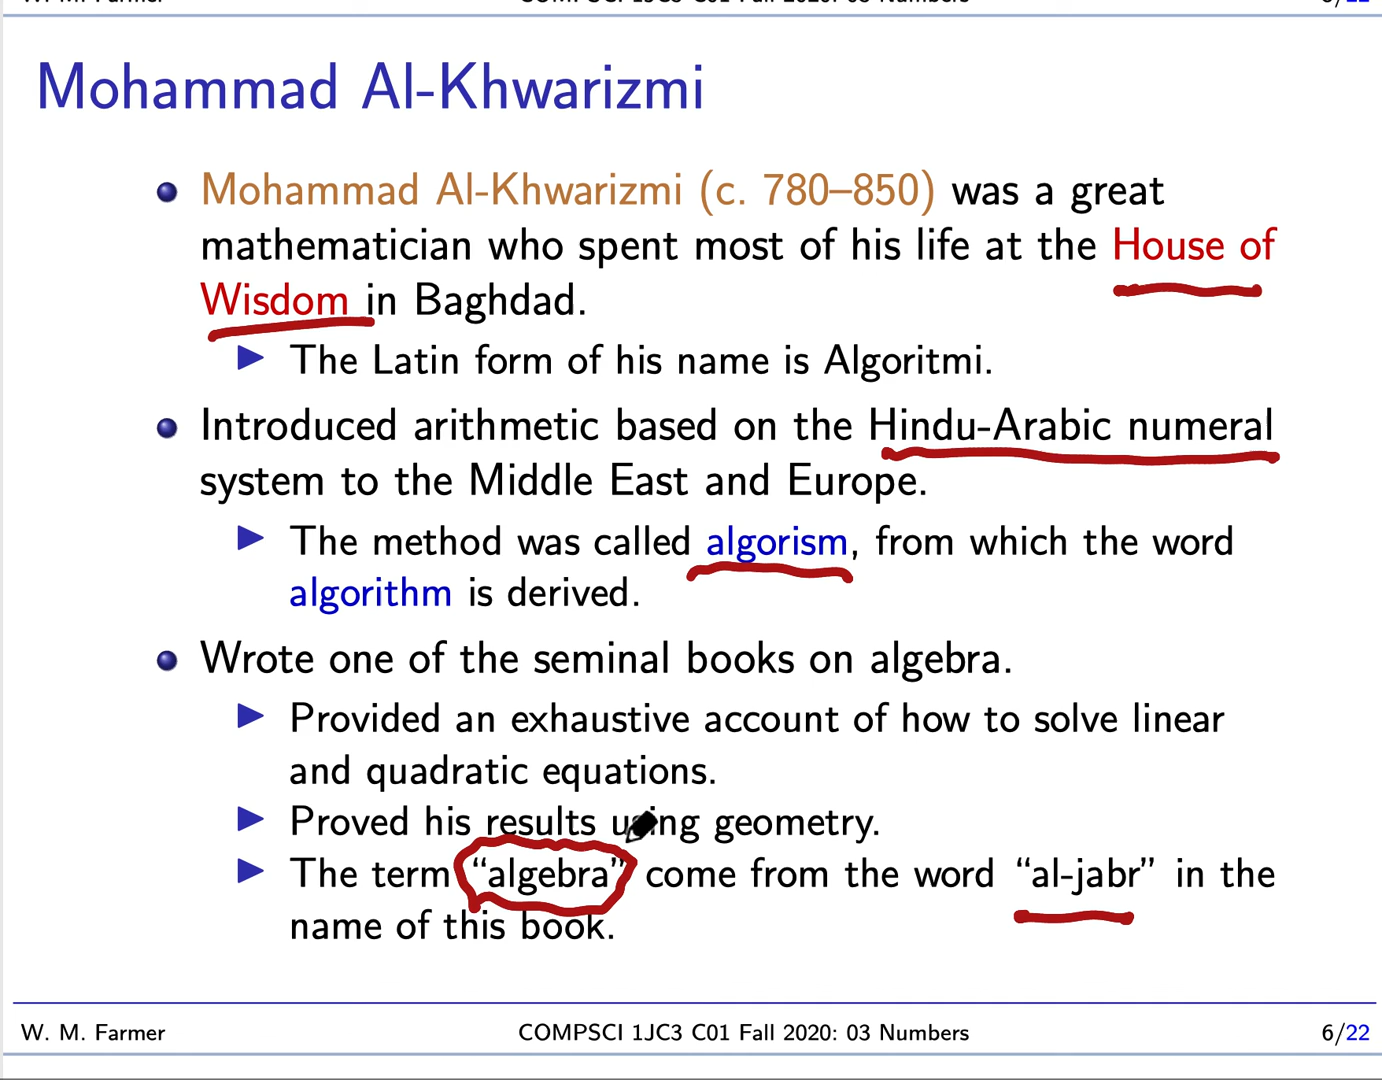 Mohammad Al-Khwarizmi
Mohammad Al-Khwarizmi (c. 780–850) was a great
mathematician who spent most of his life at the House of
Wisdom in Baghdad.
The Latin form of his name is Algoritmi.
Introduced arithmetic based on the Hindu-Arabic numeral
system to the Middle East and Europe.
The method was called algorism, from which the word
algorithm is derived.
Wrote one of the seminal books on algebra.
Provided an exhaustive account of how to solve linear
and quadratic equations.
Proved his results using geometry.
The term “algebra” come from the word “al-jabr” in the
name of this book.
W. M. Farmer COMPSCI 1JC3 C01 Fall 2020: 03 Numbers 6/22